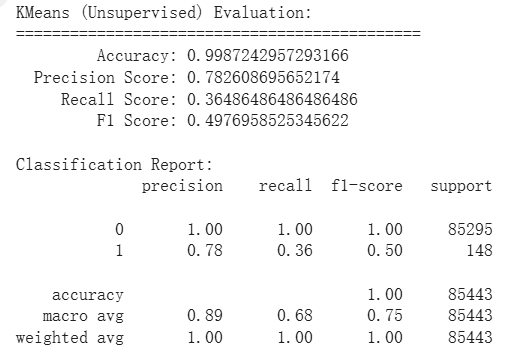 KMeans (Unsupervised) Evaluation:
=============================================
Accuracy: 0.9987242957293166
Precision Score: 0.782608695652174
Recall Score: 0.36486486486486486
F1 Score: 0.4976958525345622
Classification Report:
precision recall f1-score support
0 1.00 1.00 1.00 85295
1 0.78 0.36 0.50 148
accuracy 1.00 85443
macro avg 0.89 0.68 0.75 85443
weighted avg 1.00 1.00 1.00 85443